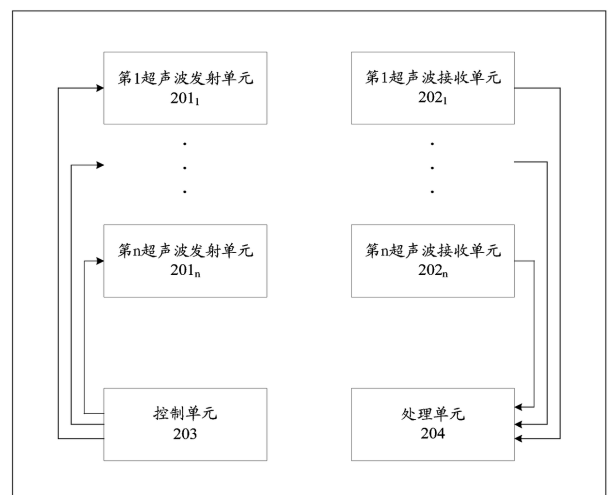 第1超声波发射单元
201₁
第1超声波接收单元
202₁
第n超声波发射单元
201ₙ
第n超声波接收单元
202ₙ
控制单元
203
处理单元
204